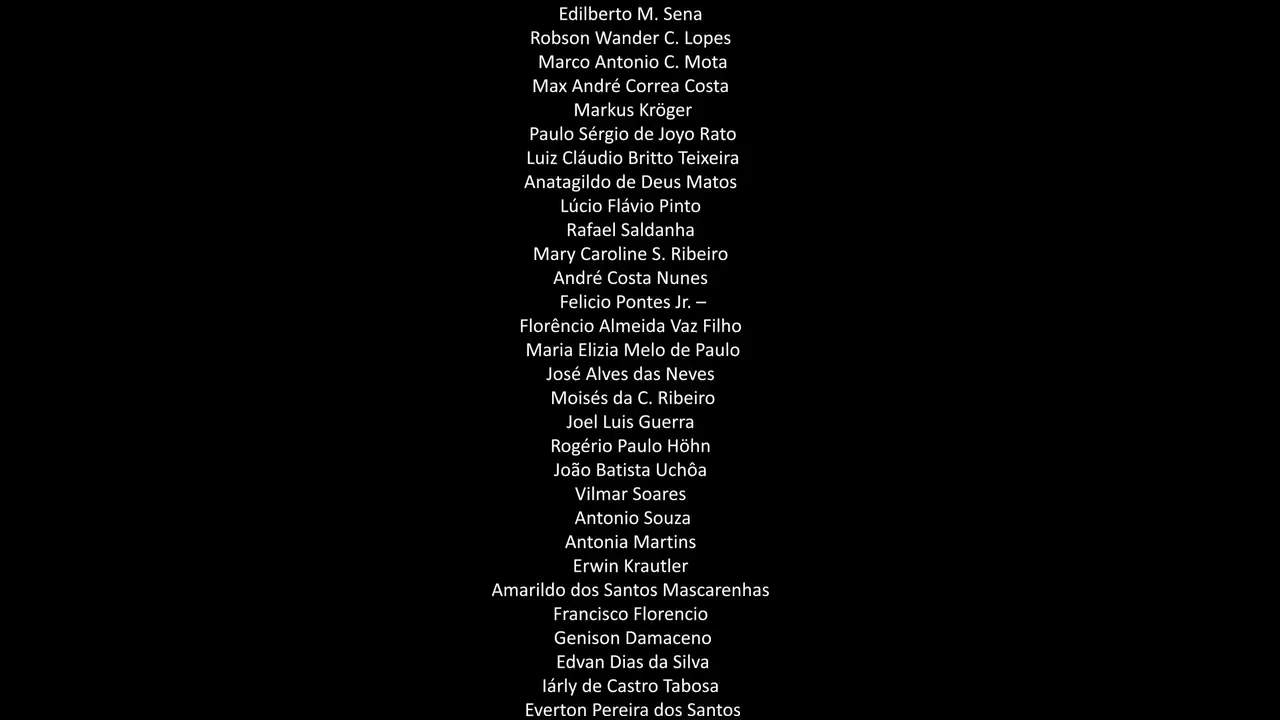 Edilberto M. Sena
Robson Wander C. Lopes
Marco Antonio C. Mota
Max André Correa Costa
Markus Kröger
Paulo Sérgio de Joyo Rato
Luiz Cláudio Britto Teixeira
Anatagildo de Deus Matos
Lúcio Flávio Pinto
Rafael Saldanha
Mary Caroline S. Ribeiro
André Costa Nunes
Felicio Pontes Jr. –
Florêncio Almeida Vaz Filho
Maria Elizia Melo de Paulo
José Alves das Neves
Moisés da C. Ribeiro
Joel Luis Guerra
Rogério Paulo Höhn
João Batista Uchôa
Vilmar Soares
Antonio Souza
Antonia Martins
Erwin Krautler
Amarildo dos Santos Mascarenhas
Francisco Florencio
Genison Damaceno
Edvan Dias da Silva
Iárly de Castro Tabosa
Everton Pereira dos Santos